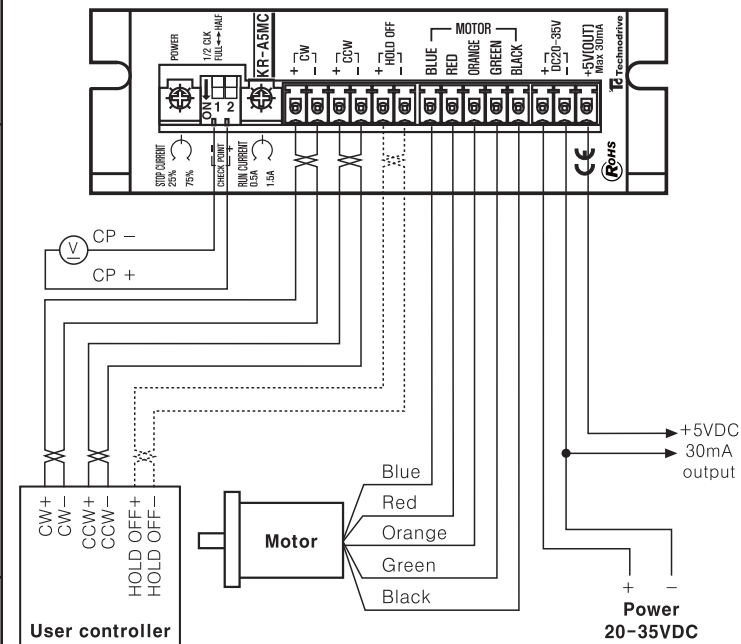 POWER
1/2 CLK
FULL↔HALF
KR-A5MC
+ CW -
+ CCW -
+ HOLD OFF -
MOTOR
BLUE
RED
ORANGE
GREEN
BLACK
+ DC20-35V -
+5V(OUT)
Max 30mA
Technodrive
ON
1 2
STOP CURRENT
25% 75%
- CHECK POINT +
RUN CURRENT
0.5A 1.5A
CE
RoHS
V
CP −
CP +
+5VDC
30mA
output
Blue
Red
Orange
Green
Black
Motor
CW+
CW−
CCW+
CCW−
HOLD OFF+
HOLD OFF−
User controller
+ −
Power
20-35VDC